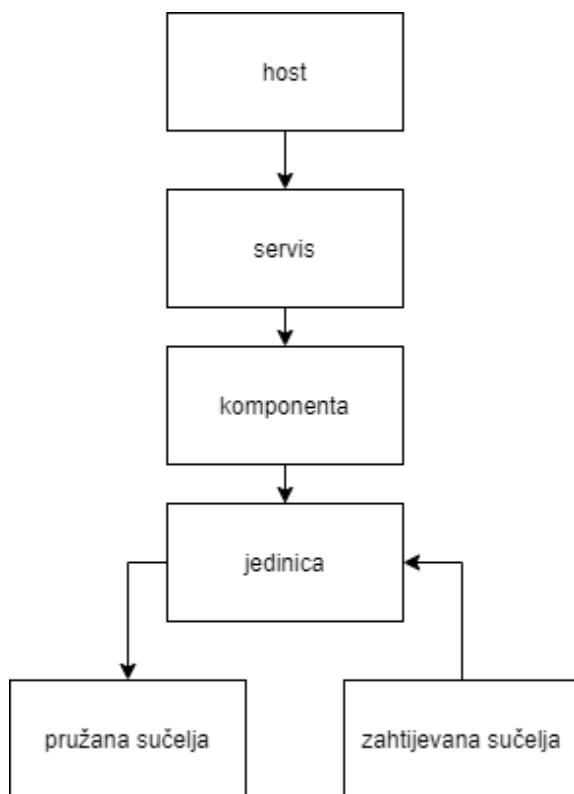 host
servis
komponenta
jedinica
pružana sučelja
zahtijevana sučelja